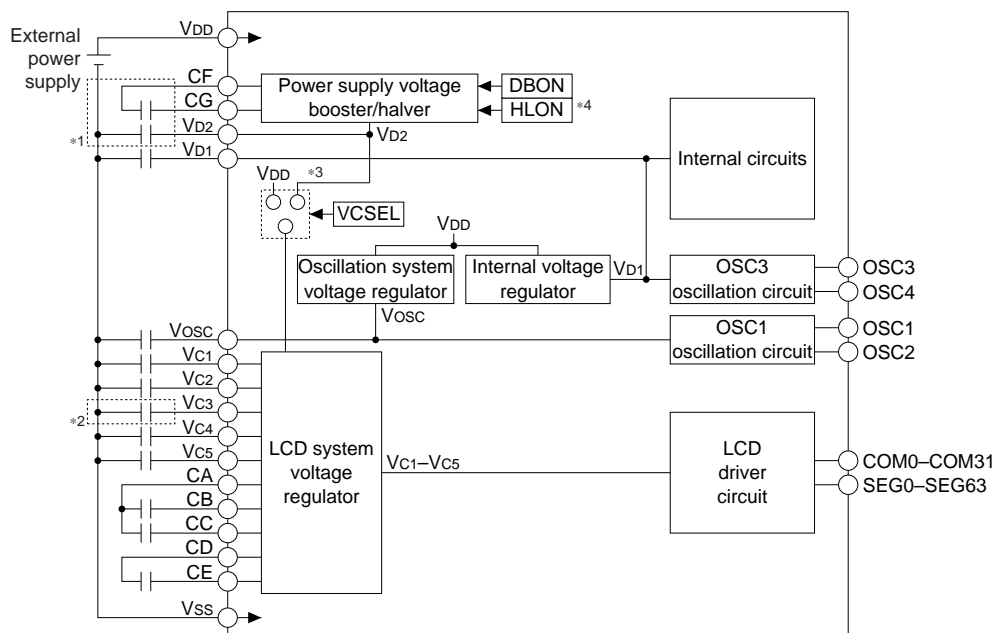 External
power
supply
VDD
CF
CG
VD2
VD1
*1
Power supply voltage
booster/halver
DBON
HLON
*4
VD2
*3
VDD
VCSEL
Internal circuits
VDD
Oscillation system
voltage regulator
Internal voltage
regulator
VD1
OSC3
oscillation circuit
OSC3
OSC4
VOSC
OSC1
oscillation circuit
OSC1
OSC2
VOSC
VC1
VC2
VC3
*2
VC4
VC5
CA
CB
CC
CD
CE
VSS
LCD system
voltage
regulator
VC1–VC5
LCD
driver
circuit
COM0–COM31
SEG0–SEG63